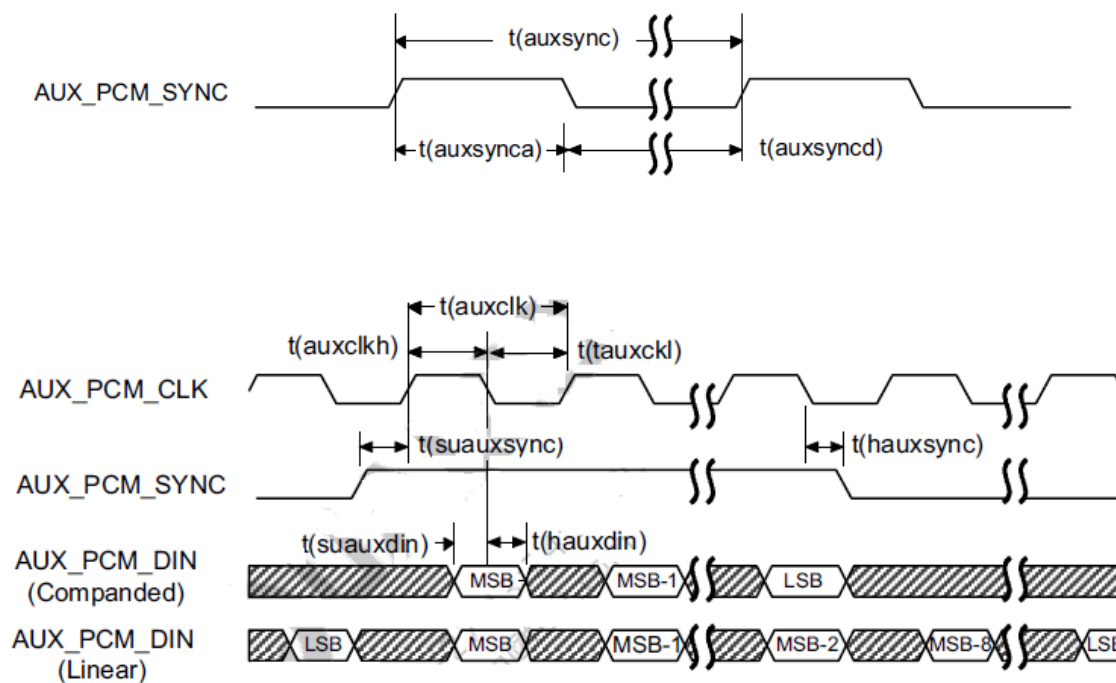 t(auxsync)
AUX_PCM_SYNC
t(auxsynca)
t(auxsyncd)
t(auxclk)
t(auxclkh)
t(tauxckl)
AUX_PCM_CLK
t(suauxsync)
t(hauxsync)
AUX_PCM_SYNC
t(suauxdin)
t(hauxdin)
AUX_PCM_DIN
(Companded)
MSB
MSB-1
LSB
AUX_PCM_DIN
(Linear)
LSB
MSB
MSB-1
MSB-2
MSB-8
LSB